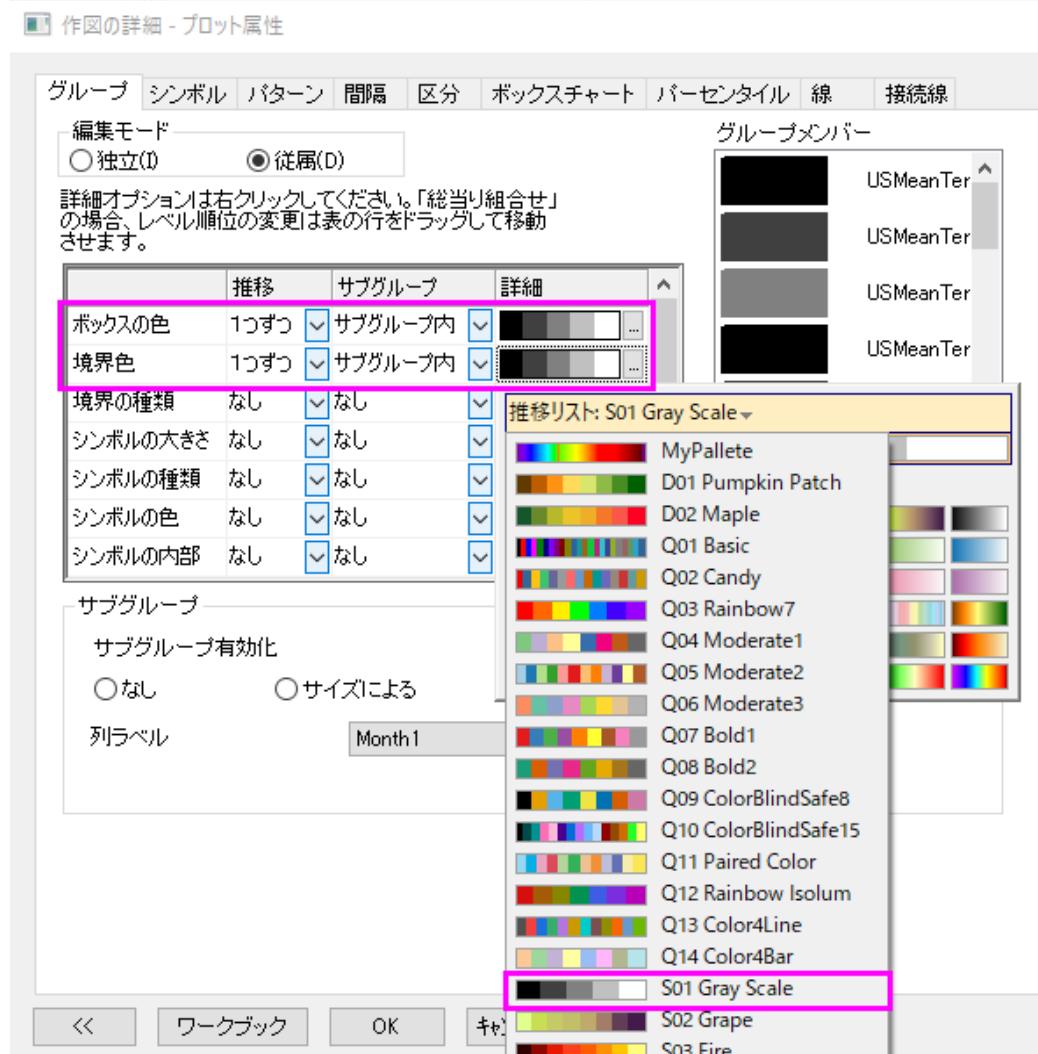 作図の詳細 - プロット属性
グループ シンボル パターン 間隔 区分 ボックスチャート パーセンタイル 線 接続線
編集モード
独立(I) 従属(D)
詳細オプションは右クリックしてください。「総当り組合せ」
の場合、レベル順位の変更は表の行をドラッグして移動
させます。
推移 サブグループ 詳細
ボックスの色 1つずつ サブグループ内 ...
境界色 1つずつ サブグループ内 ...
境界の種類 なし なし
シンボルの大きさ なし なし
シンボルの種類 なし なし
シンボルの色 なし なし
シンボルの内部 なし なし
グループメンバー
USMeanTer
USMeanTer
USMeanTer
USMeanTer
推移リスト: S01 Gray Scale
MyPallete
D01 Pumpkin Patch
D02 Maple
Q01 Basic
Q02 Candy
Q03 Rainbow7
Q04 Moderate1
Q05 Moderate2
Q06 Moderate3
Q07 Bold1
Q08 Bold2
Q09 ColorBlindSafe8
Q10 ColorBlindSafe15
Q11 Paired Color
Q12 Rainbow Isolum
Q13 Color4Line
Q14 Color4Bar
S01 Gray Scale
S02 Grape
S03 Fire
サブグループ
サブグループ有効化
なし サイズによる
列ラベル Month1
<< ワークブック OK キャン